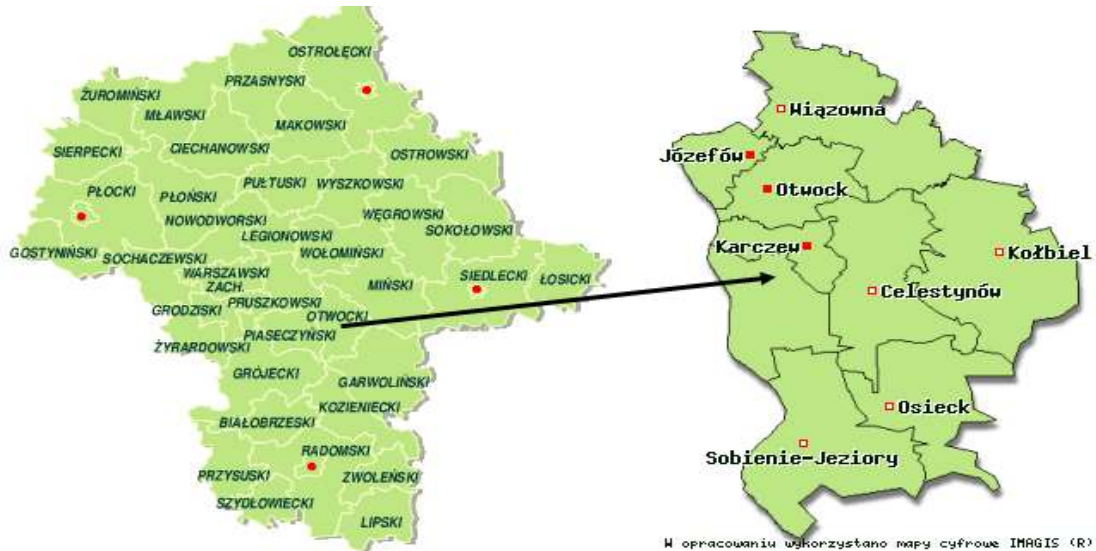 OSTROŁĘCKI
PRZASNYSKI
ŻUROMIŃSKI
MŁAWSKI
MAKOWSKI
SIERPECKI
CIECHANOWSKI
OSTROWSKI
PŁOCKI
PŁOŃSKI
PUŁTUSKI
WYSZKOWSKI
NOWODWORSKI
WĘGROWSKI
LEGIONOWSKI
SOKOŁOWSKI
GOSTYNIŃSKI
SOCHACZEWSKI
WOŁOMIŃSKI
WARSZAWSKI
ZACH.
MIŃSKI
SIEDLECKI
ŁOSICKI
GRODZISKI
PRUSZKOWSKI
OTWOCKI
PIASECZYŃSKI
ŻYRARDOWSKI
GRÓJECKI
GARWOLIŃSKI
KOZIENICKI
BIAŁOBRZESKI
RADOMSKI
PRZYSUSKI
ZWOLEŃSKI
SZYDŁOWIECKI
LIPSKI
Wiązowna
Józefów
Otwock
Karczew
Kołbiel
Celestynów
Osieck
Sobienie-Jeziory
W opracowaniu wykorzystano mapy cyfrowe IMAGIS (R)